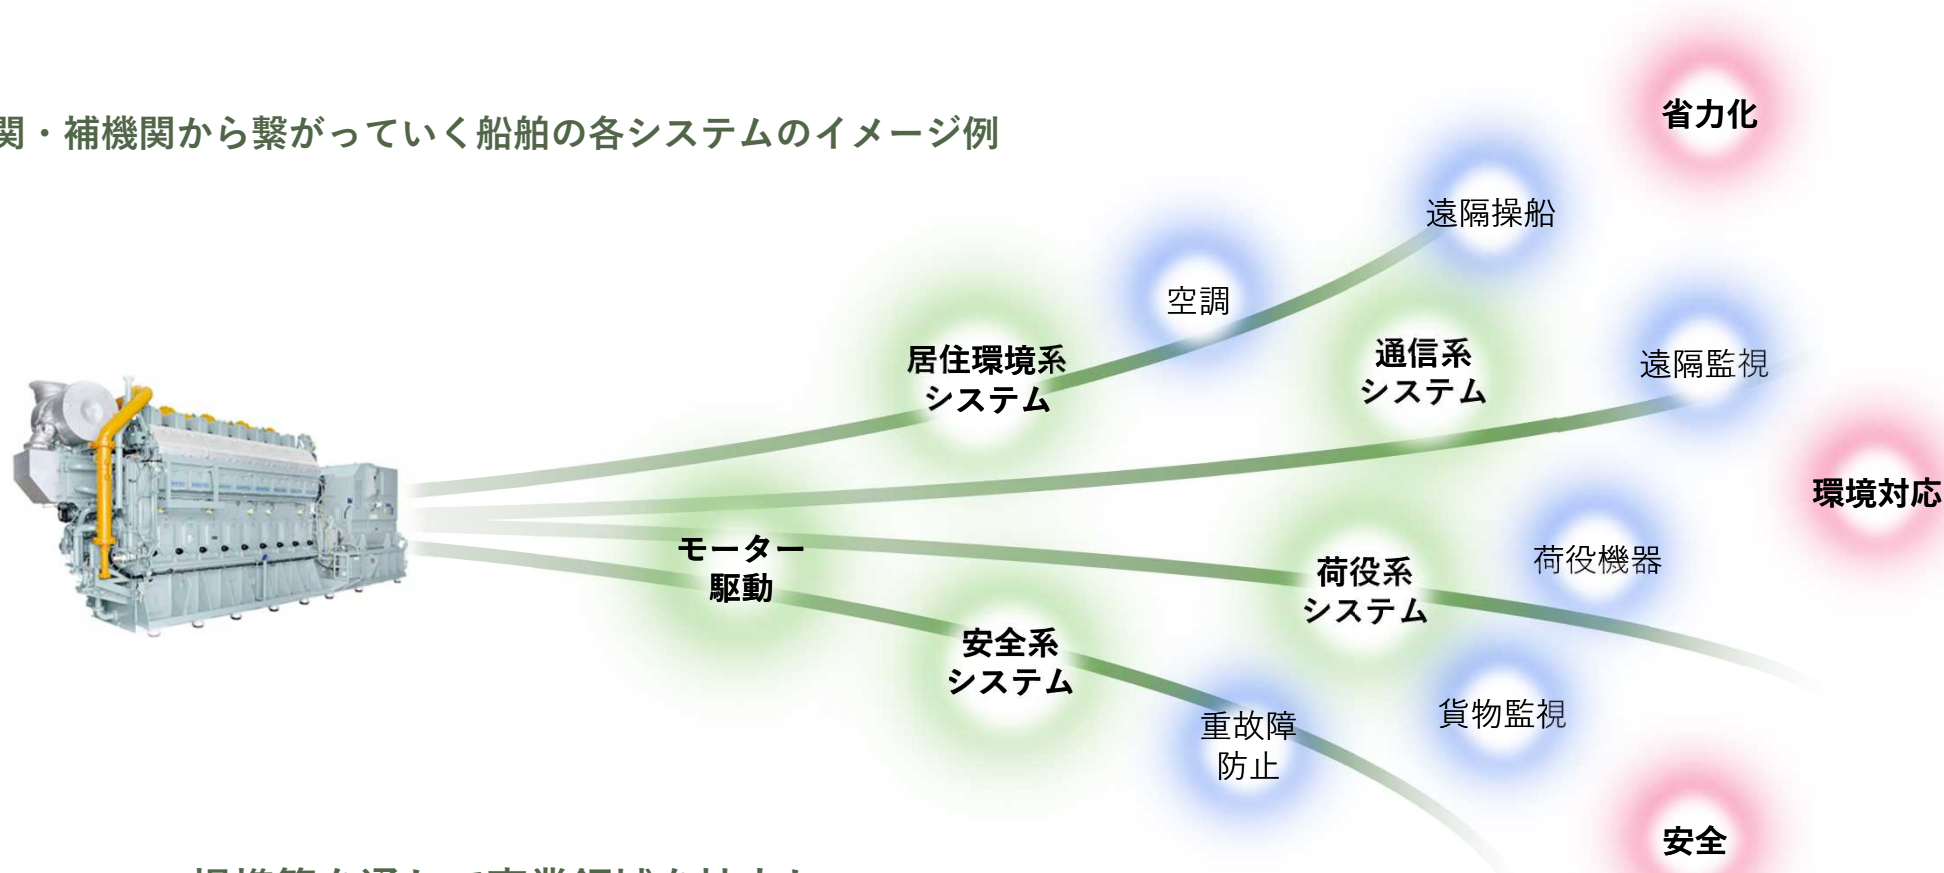 関・補機関から繋がっていく船舶の各システムのイメージ例
省力化
遠隔操船
空調
居住環境系
システム
通信系
システム
遠隔監視
環境対応
モーター
駆動
荷役系
システム
荷役機器
安全系
システム
重故障
防止
貨物監視
安全